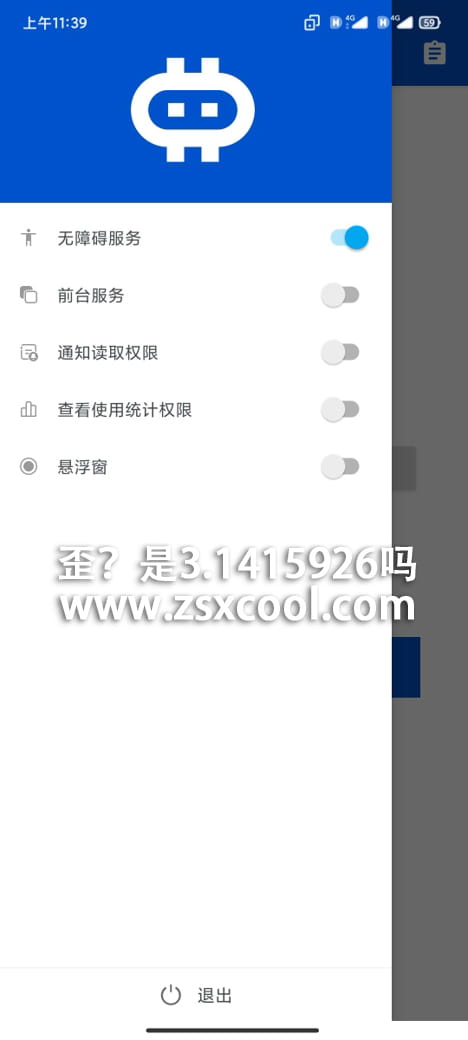 上午11:39
4G
4G
59
无障碍服务
前台服务
通知读取权限
查看使用统计权限
悬浮窗
歪？是3.1415926吗
www.zsxcool.com
退出